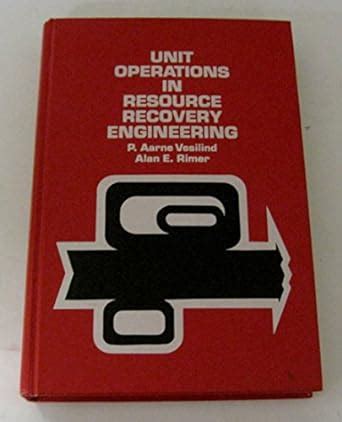 UNIT
OPERATIONS
IN
RESOURCE
RECOVERY
ENGINEERING
P. Aarne Vesilind
Alan E. Rimer